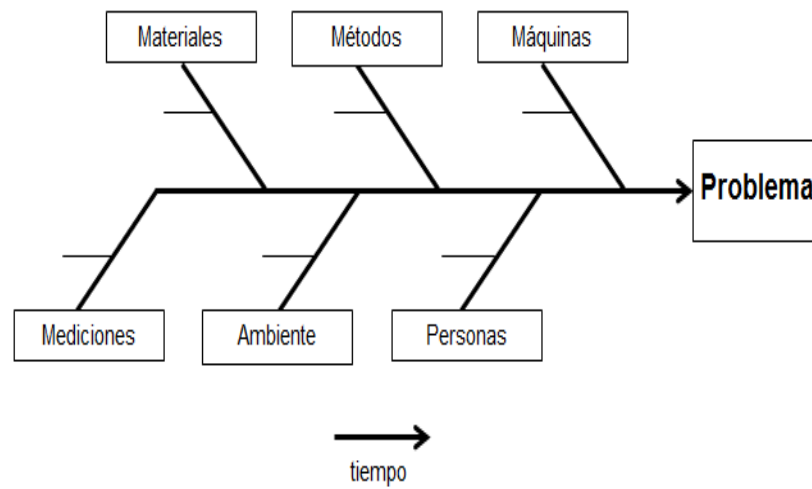 Materiales
Métodos
Máquinas
Problema
Mediciones
Ambiente
Personas
tiempo